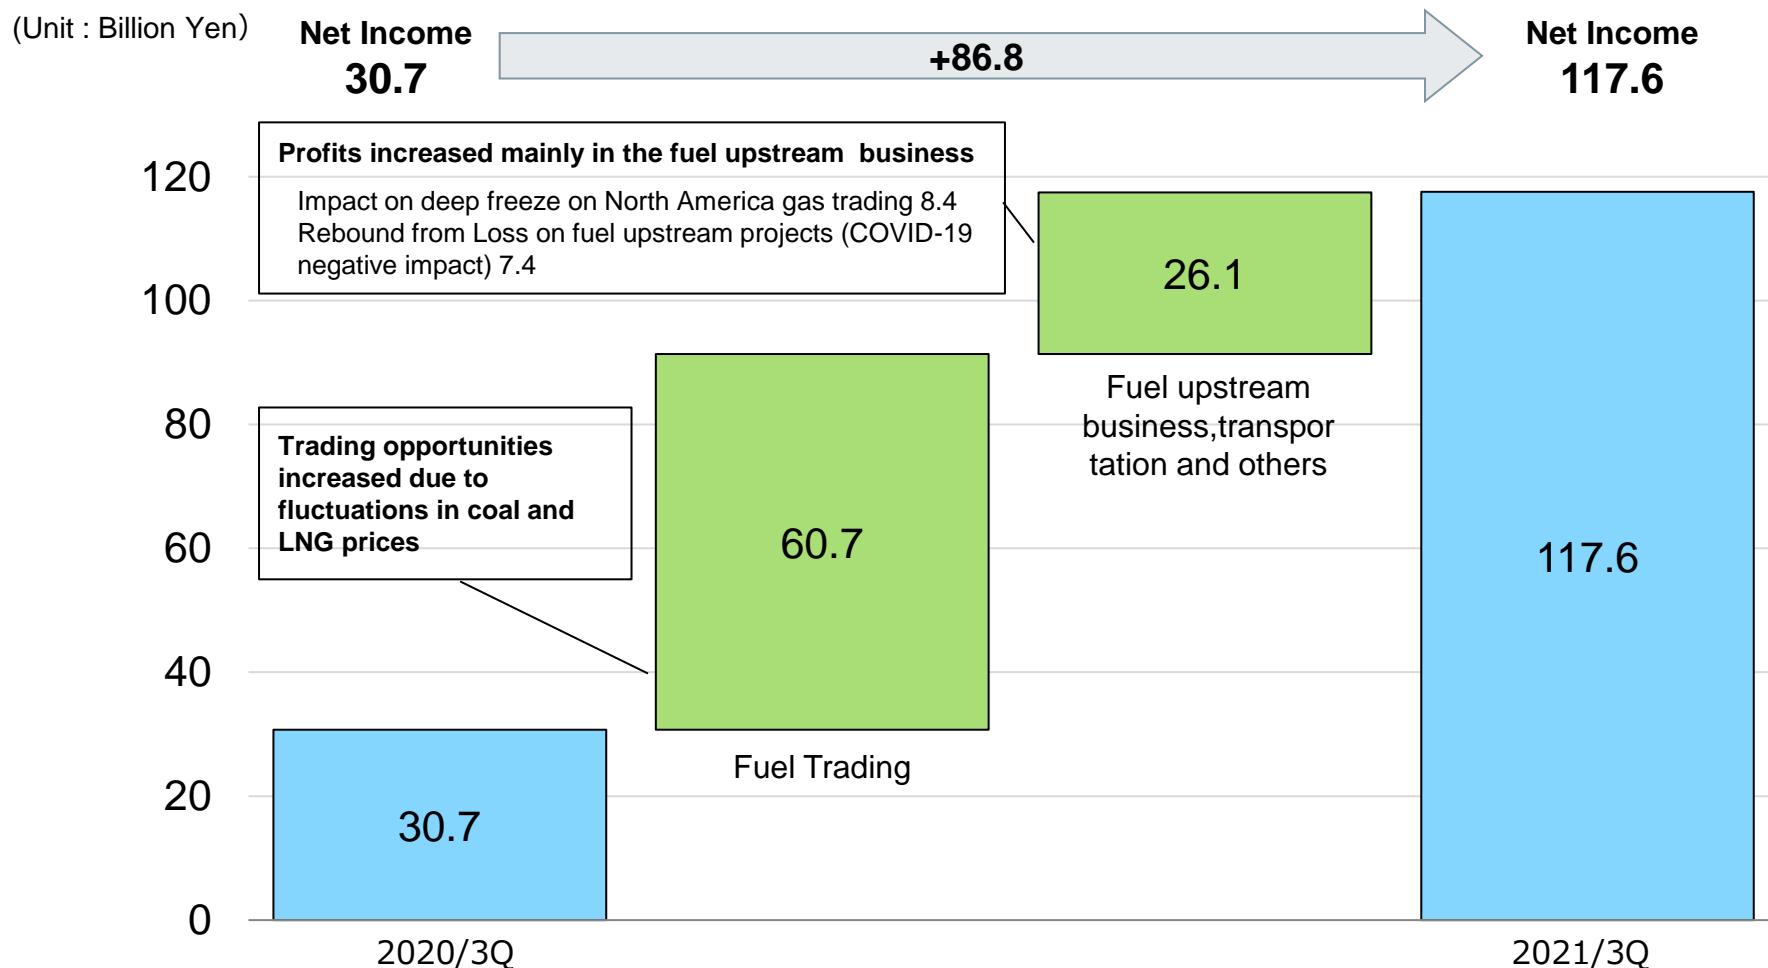 (Unit : Billion Yen）
Net Income
30.7
+86.8
Net Income
117.6
Profits increased mainly in the fuel upstream  business
Impact on deep freeze on North America gas trading 8.4
Rebound from Loss on fuel upstream projects (COVID-19
negative impact) 7.4
Trading opportunities
increased due to
fluctuations in coal and
LNG prices
120
100
80
60
40
20
0
30.7
60.7
Fuel Trading
26.1
Fuel upstream
business,transpor
tation and others
117.6
2020/3Q
2021/3Q